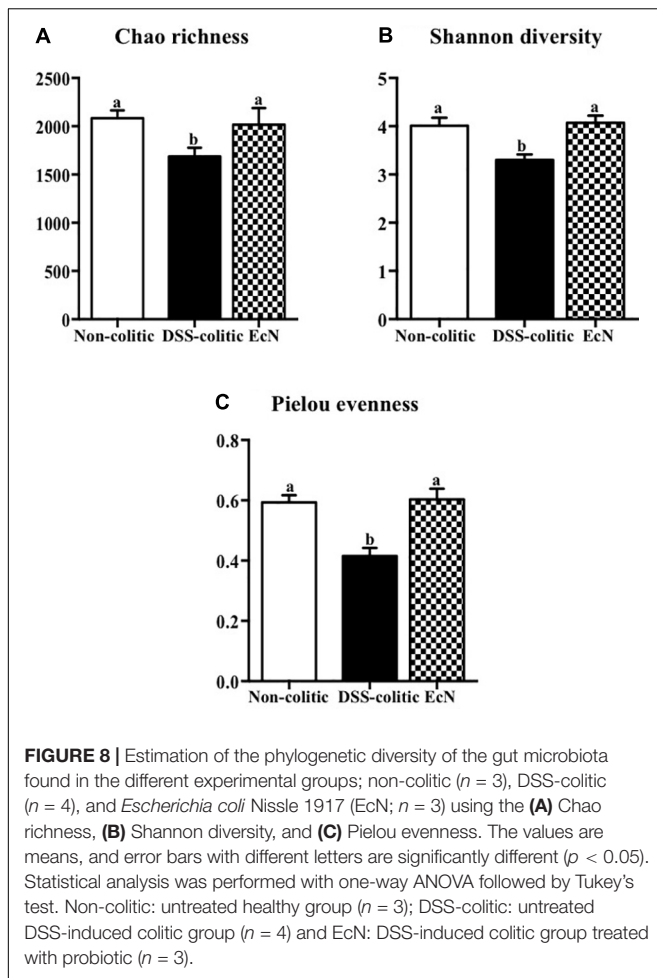 A
Chao richness
2500
2000
1500
1000
500
0
a
b
a
Non-colitic DSS-colitic EcN
B
Shannon diversity
5
4
3
2
1
0
a
b
a
Non-colitic DSS-colitic EcN
C
Pielou evenness
0.8
0.6
0.4
0.2
0.0
a
b
a
Non-colitic DSS-colitic EcN
FIGURE 8 | Estimation of the phylogenetic diversity of the gut microbiota
found in the different experimental groups; non-colitic (n = 3), DSS-colitic
(n = 4), and Escherichia coli Nissle 1917 (EcN; n = 3) using the (A) Chao
richness, (B) Shannon diversity, and (C) Pielou evenness. The values are
means, and error bars with different letters are significantly different (p < 0.05).
Statistical analysis was performed with one-way ANOVA followed by Tukey's
test. Non-colitic: untreated healthy group (n = 3); DSS-colitic: untreated
DSS-induced colitic group (n = 4) and EcN: DSS-induced colitic group treated
with probiotic (n = 3).